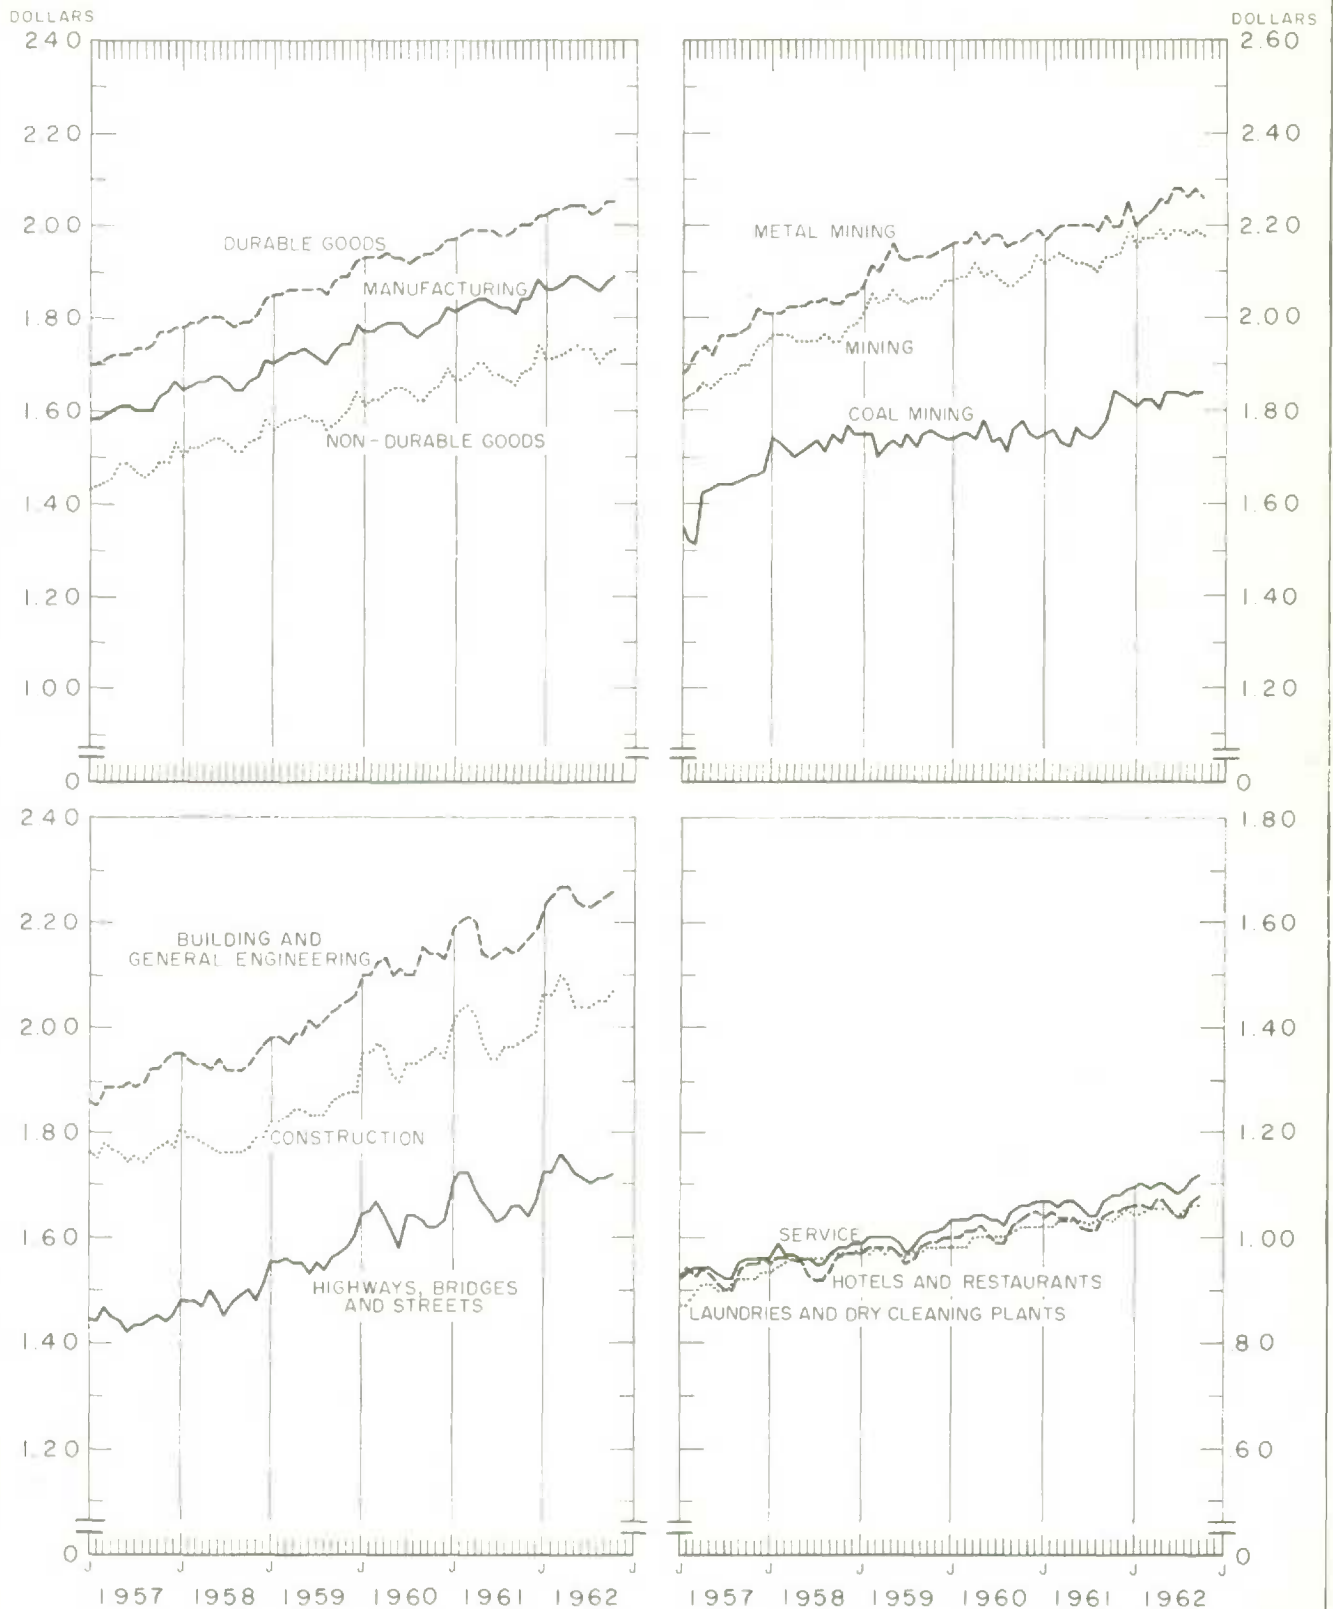 DOLLARS
DOLLARS
2.40
2.20
2.00
1.80
1.60
1.40
1.20
1.00
0
DURABLE GOODS
MANUFACTURING
NON-DURABLE GOODS
2.60
2.40
2.20
2.00
1.80
1.60
1.40
1.20
0
METAL MINING
MINING
COAL MINING
2.40
2.20
2.00
1.80
1.60
1.40
1.20
0
BUILDING AND
GENERAL ENGINEERING
CONSTRUCTION
HIGHWAYS, BRIDGES
AND STREETS
1.80
1.60
1.40
1.20
1.00
.80
.60
0
SERVICE
HOTELS AND RESTAURANTS
LAUNDRIES AND DRY CLEANING PLANTS
J J J J J J J
1957 1958 1959 1960 1961 1962
J J J J J J J
1957 1958 1959 1960 1961 1962